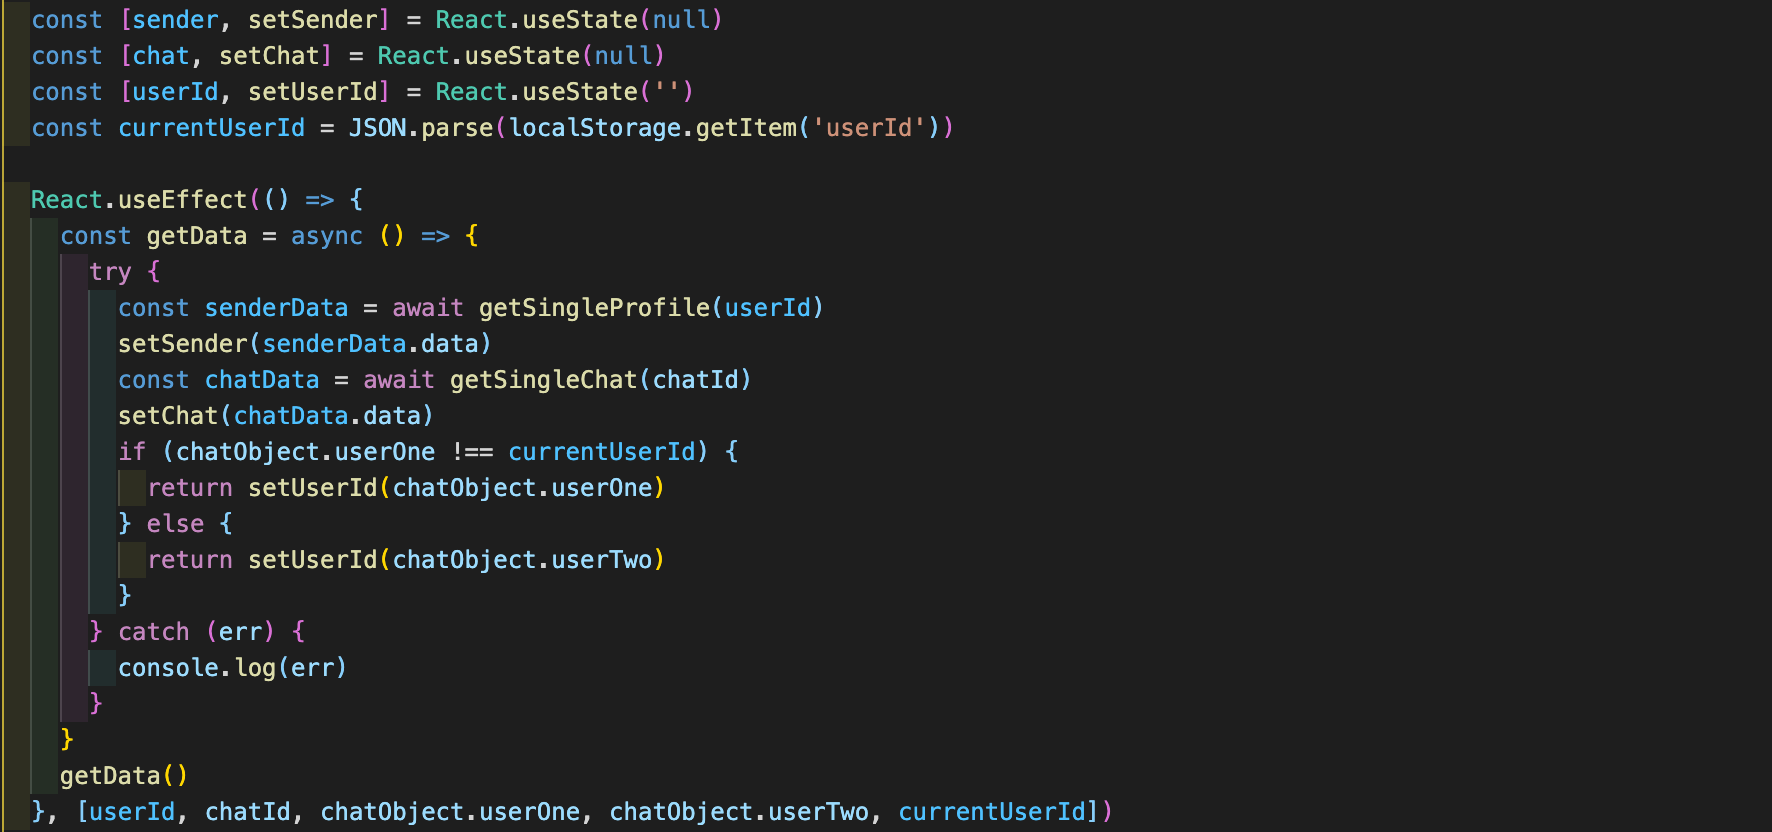 const [sender, setSender] = React.useState(null)
const [chat, setChat] = React.useState(null)
const [userId, setUserId] = React.useState('')
const currentUserId = JSON.parse(localStorage.getItem('userId'))
React.useEffect(() => {
const getData = async () => {
try {
const senderData = await getSingleProfile(userId)
setSender(senderData.data)
const chatData = await getSingleChat(chatId)
setChat(chatData.data)
if (chatObject.userOne !== currentUserId) {
return setUserId(chatObject.userOne)
} else {
return setUserId(chatObject.userTwo)
}
} catch (err) {
console.log(err)
}
}
getData()
}, [userId, chatId, chatObject.userOne, chatObject.userTwo, currentUserId])